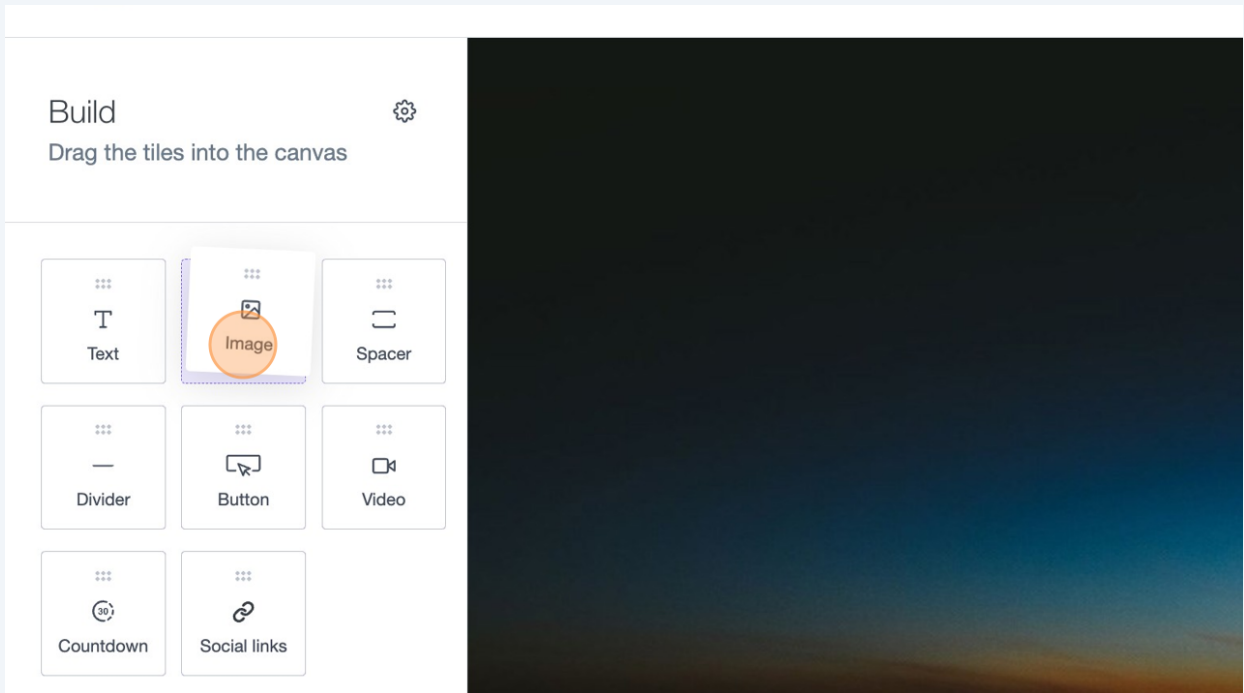 Build
Drag the tiles into the canvas
Text
Image
Spacer
Divider
Button
Video
30
Countdown
Social links